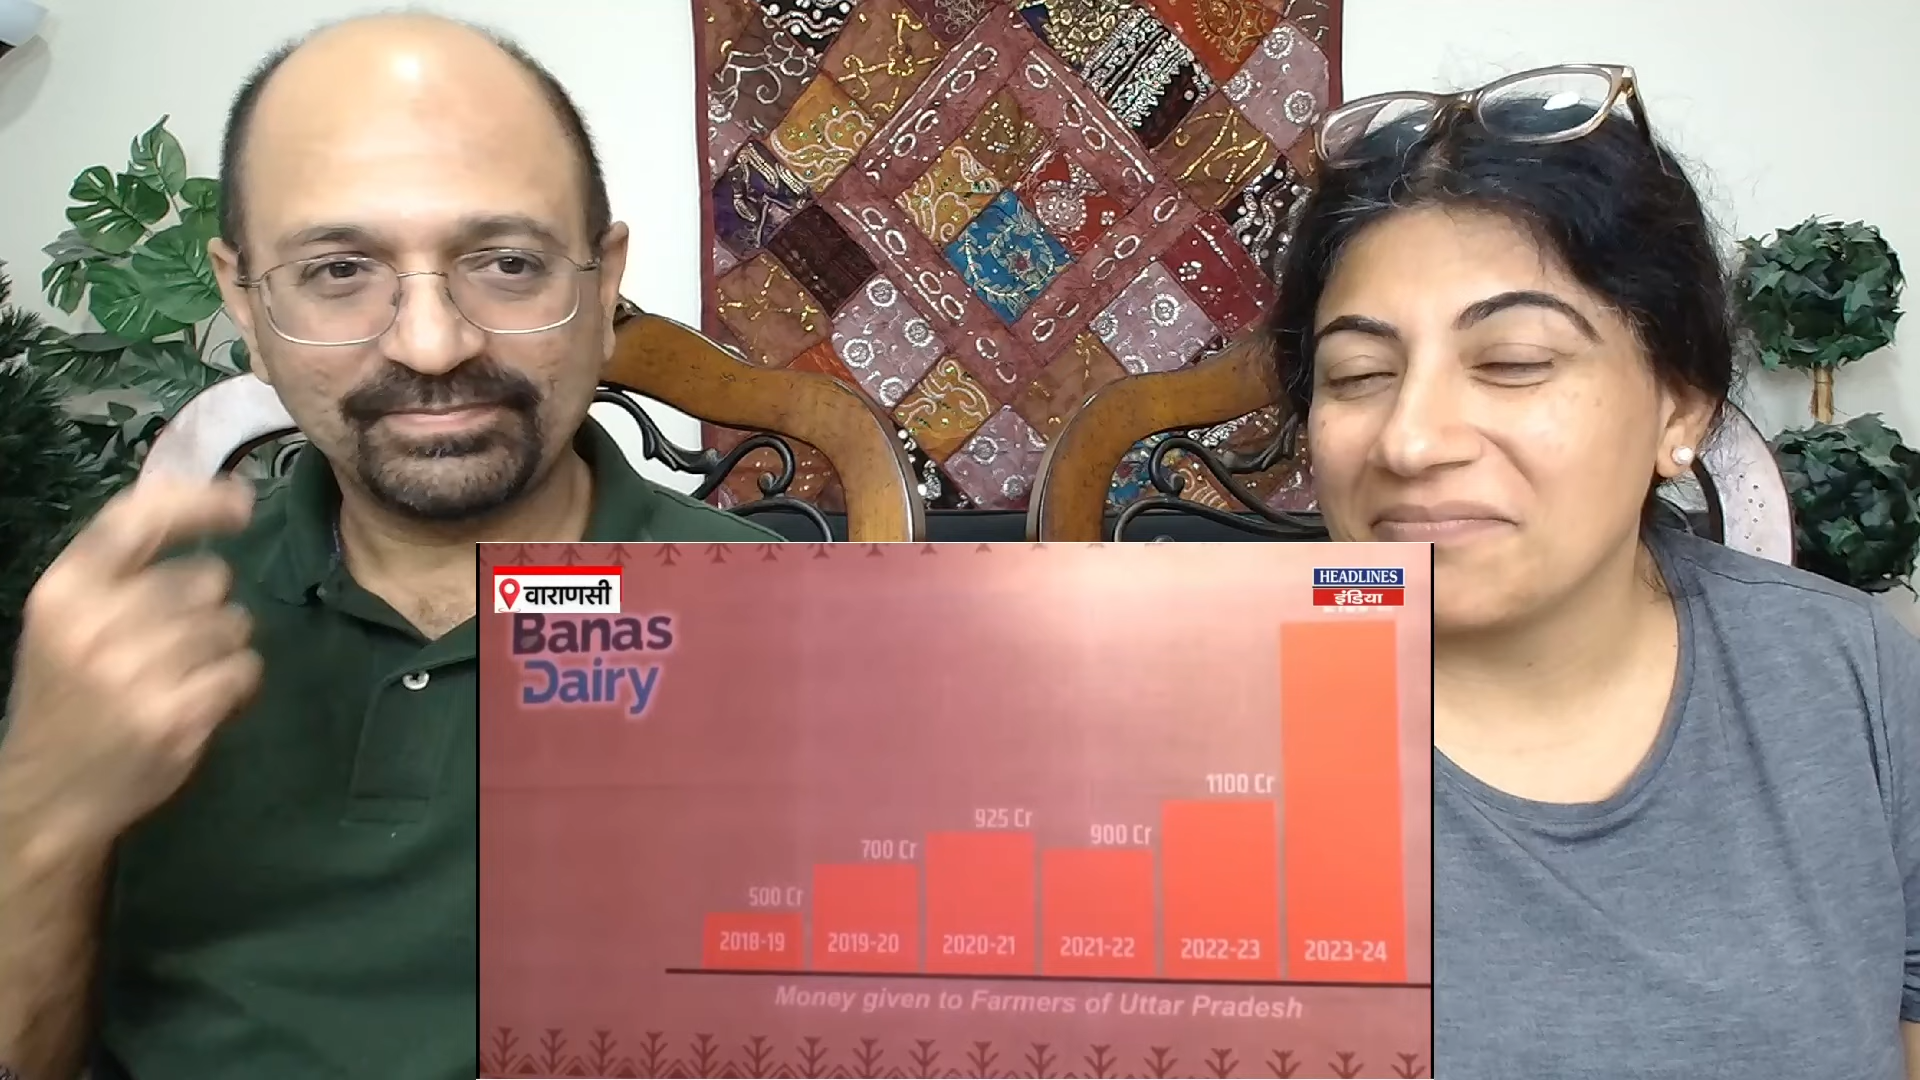 वाराणसी
HEADLINES
इंडिया
Banas
Dairy
500 Cr
700 Cr
925 Cr
900 Cr
1100 Cr
2018-19
2019-20
2020-21
2021-22
2022-23
2023-24
Money given to Farmers of Uttar Pradesh